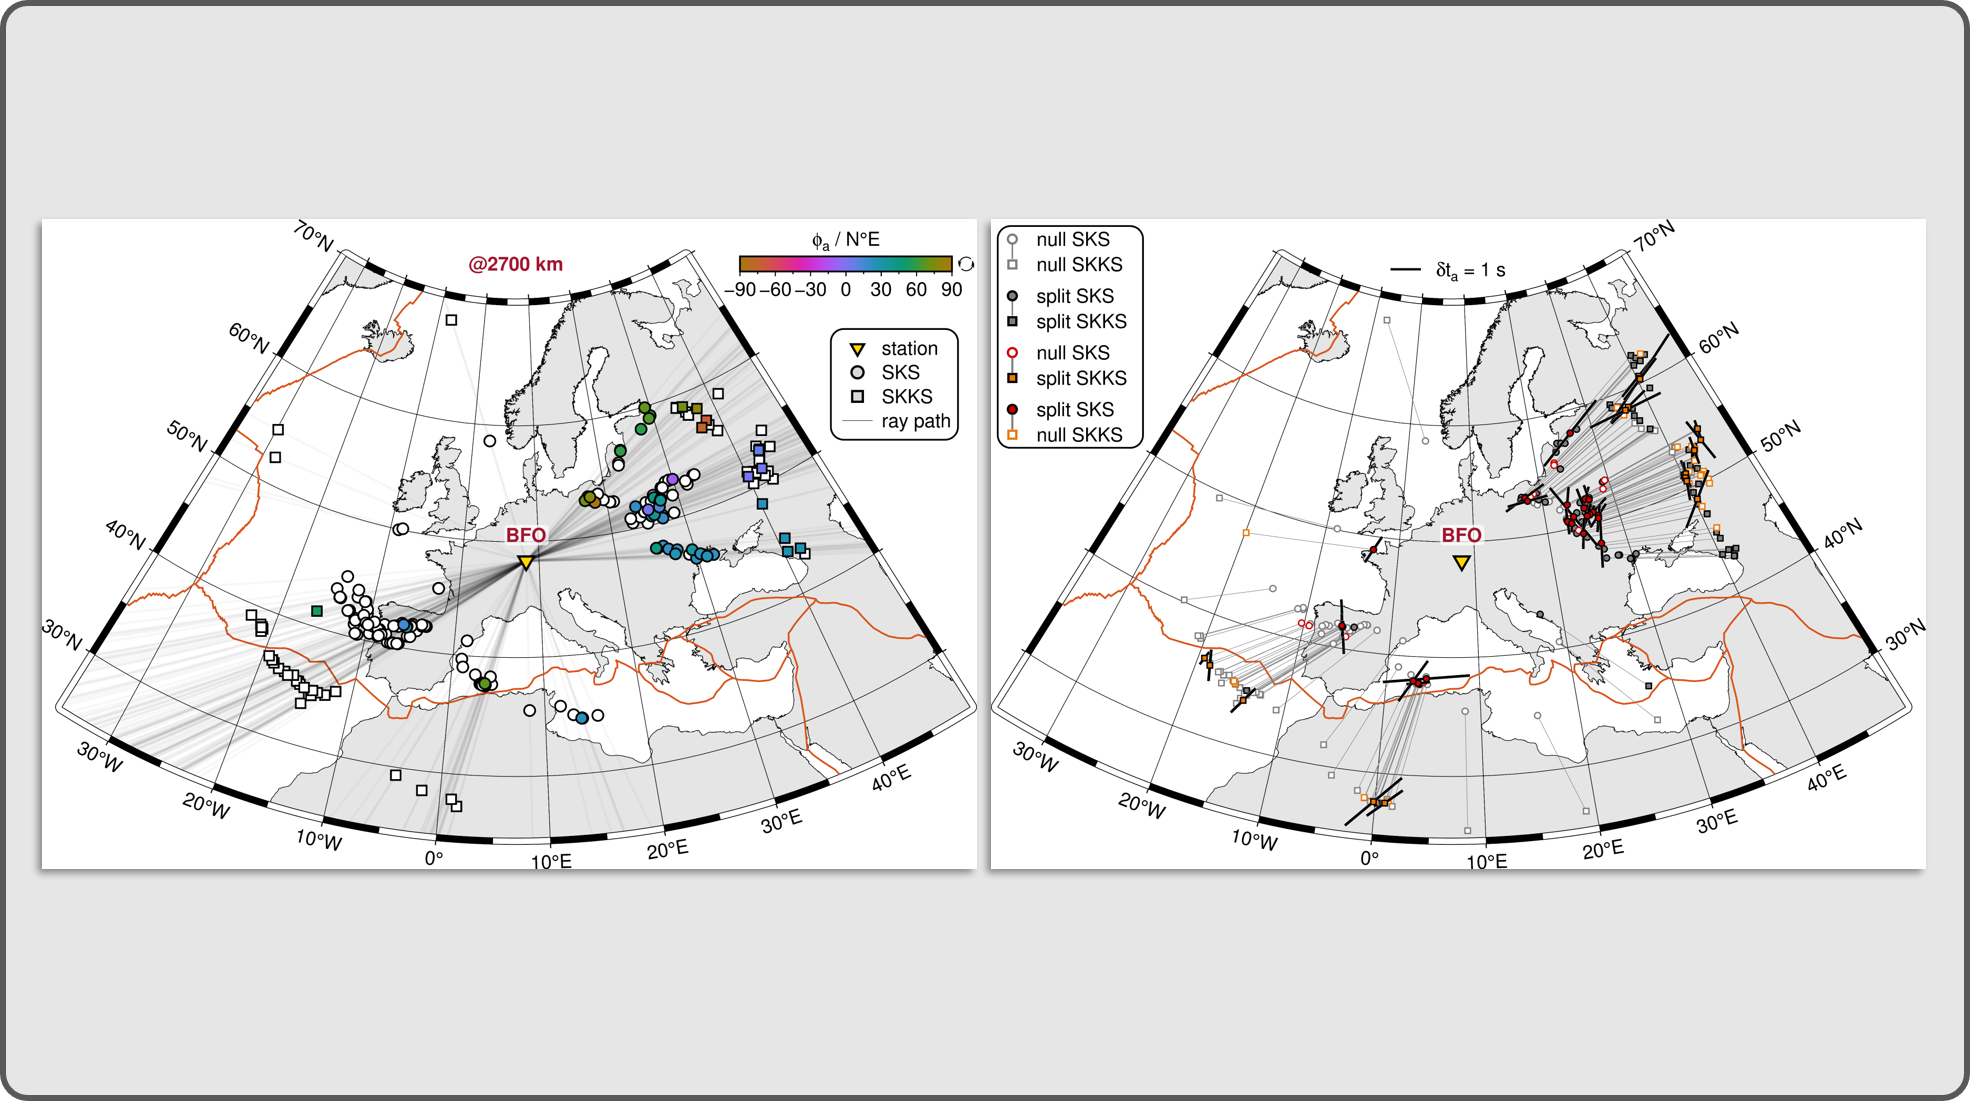 @2700 km
ϕa / N°E
−90 −60 −30 0 30 60 90
station
SKS
SKKS
ray path
BFO
70°N
60°N
50°N
40°N
30°N
30°W
20°W
10°W
0°
10°E
20°E
30°E
40°E
null SKS
null SKKS
split SKS
split SKKS
null SKS
split SKKS
split SKS
null SKKS
δta = 1 s
BFO
70°N
60°N
50°N
40°N
30°N
30°W
20°W
10°W
0°
10°E
20°E
30°E
40°E